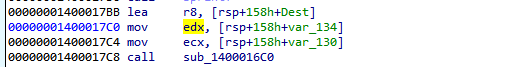 00000001400017BB lea     r8, [rsp+158h+Dest]
00000001400017C0 mov     edx, [rsp+158h+var_134]
00000001400017C4 mov     ecx, [rsp+158h+var_130]
00000001400017C8 call    sub_1400016C0